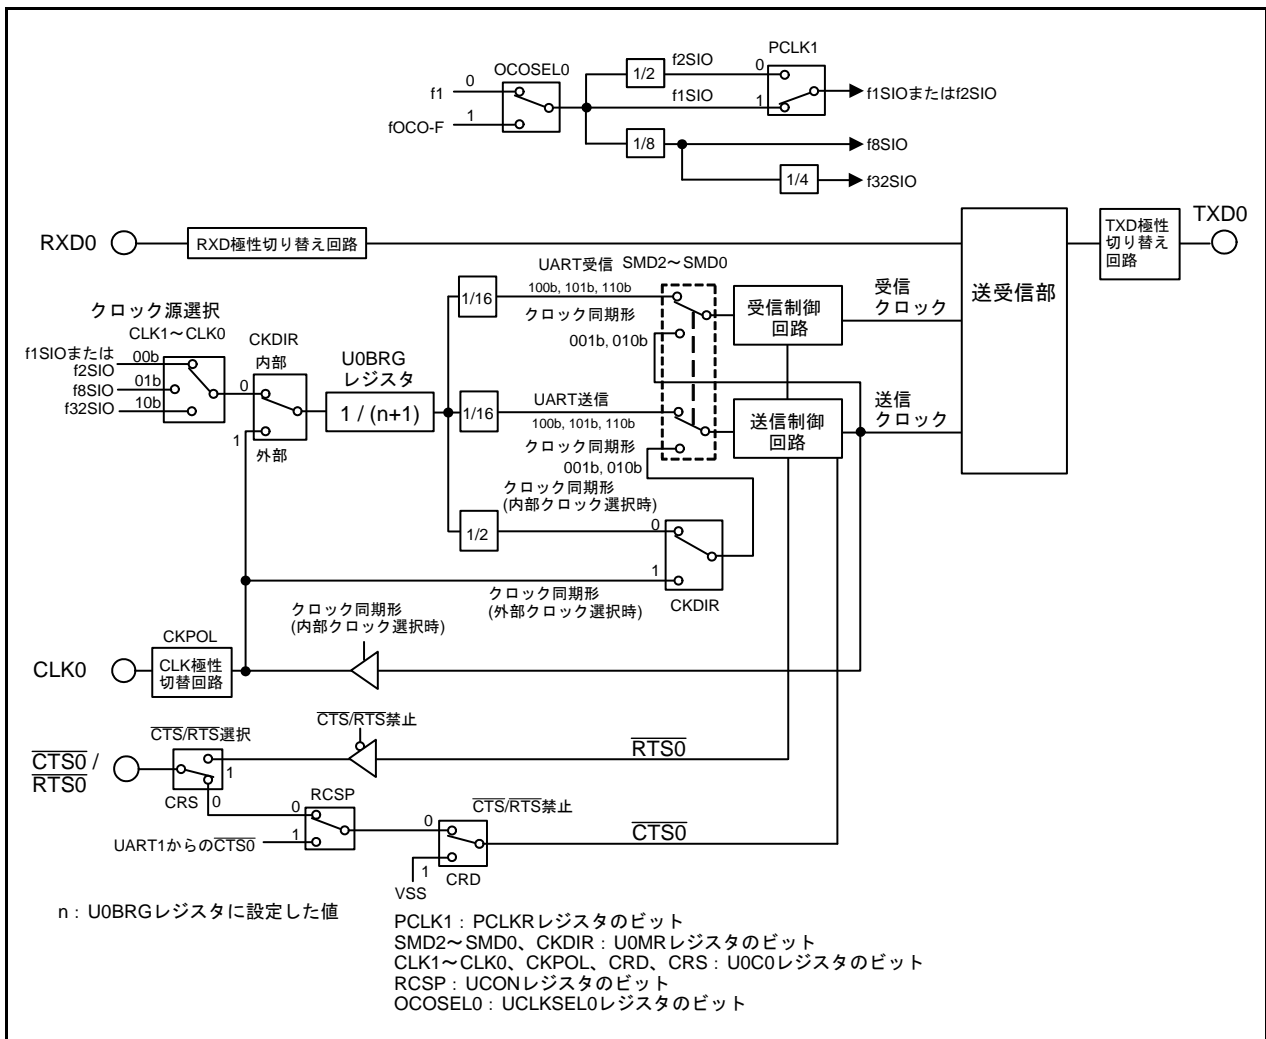 PCLK1
f2SIO
0
OCOSEL0
1/2
f1
0
f1SIO
1
f1SIOまたはf2SIO
fOCO-F
1
1/8
f8SIO
1/4
f32SIO
RXD0
RXD極性切り替え回路
TXD極性
切り替え
回路
TXD0
送受信部
UART受信
SMD2～SMD0
1/16
100b, 101b, 110b
クロック同期形
001b, 010b
受信制御
回路
受信
クロック
クロック源選択
CLK1～CLK0
f1SIOまたは
f2SIO
00b
f8SIO
01b
f32SIO
10b
CKDIR
内部
0
1
外部
U0BRG
レジスタ
1 / (n+1)
1/16
UART送信
100b, 101b, 110b
クロック同期形
001b, 010b
送信制御
回路
送信
クロック
クロック同期形
(内部クロック選択時)
1/2
0
1
CKDIR
クロック同期形
(外部クロック選択時)
クロック同期形
(内部クロック選択時)
CKPOL
CLK0
CLK極性
切替回路
CTS/RTS禁止
CTS/RTS選択
CTS0 /
RTS0
1
CRS
0
RTS0
RCSP
0
1
UART1からのCTS0
CTS/RTS禁止
0
1
VSS
CRD
CTS0
n : U0BRGレジスタに設定した値
PCLK1 : PCLKRレジスタのビット
SMD2～SMD0、CKDIR : U0MRレジスタのビット
CLK1～CLK0、CKPOL、CRD、CRS : U0C0レジスタのビット
RCSP : UCONレジスタのビット
OCOSEL0 : UCLKSEL0レジスタのビット